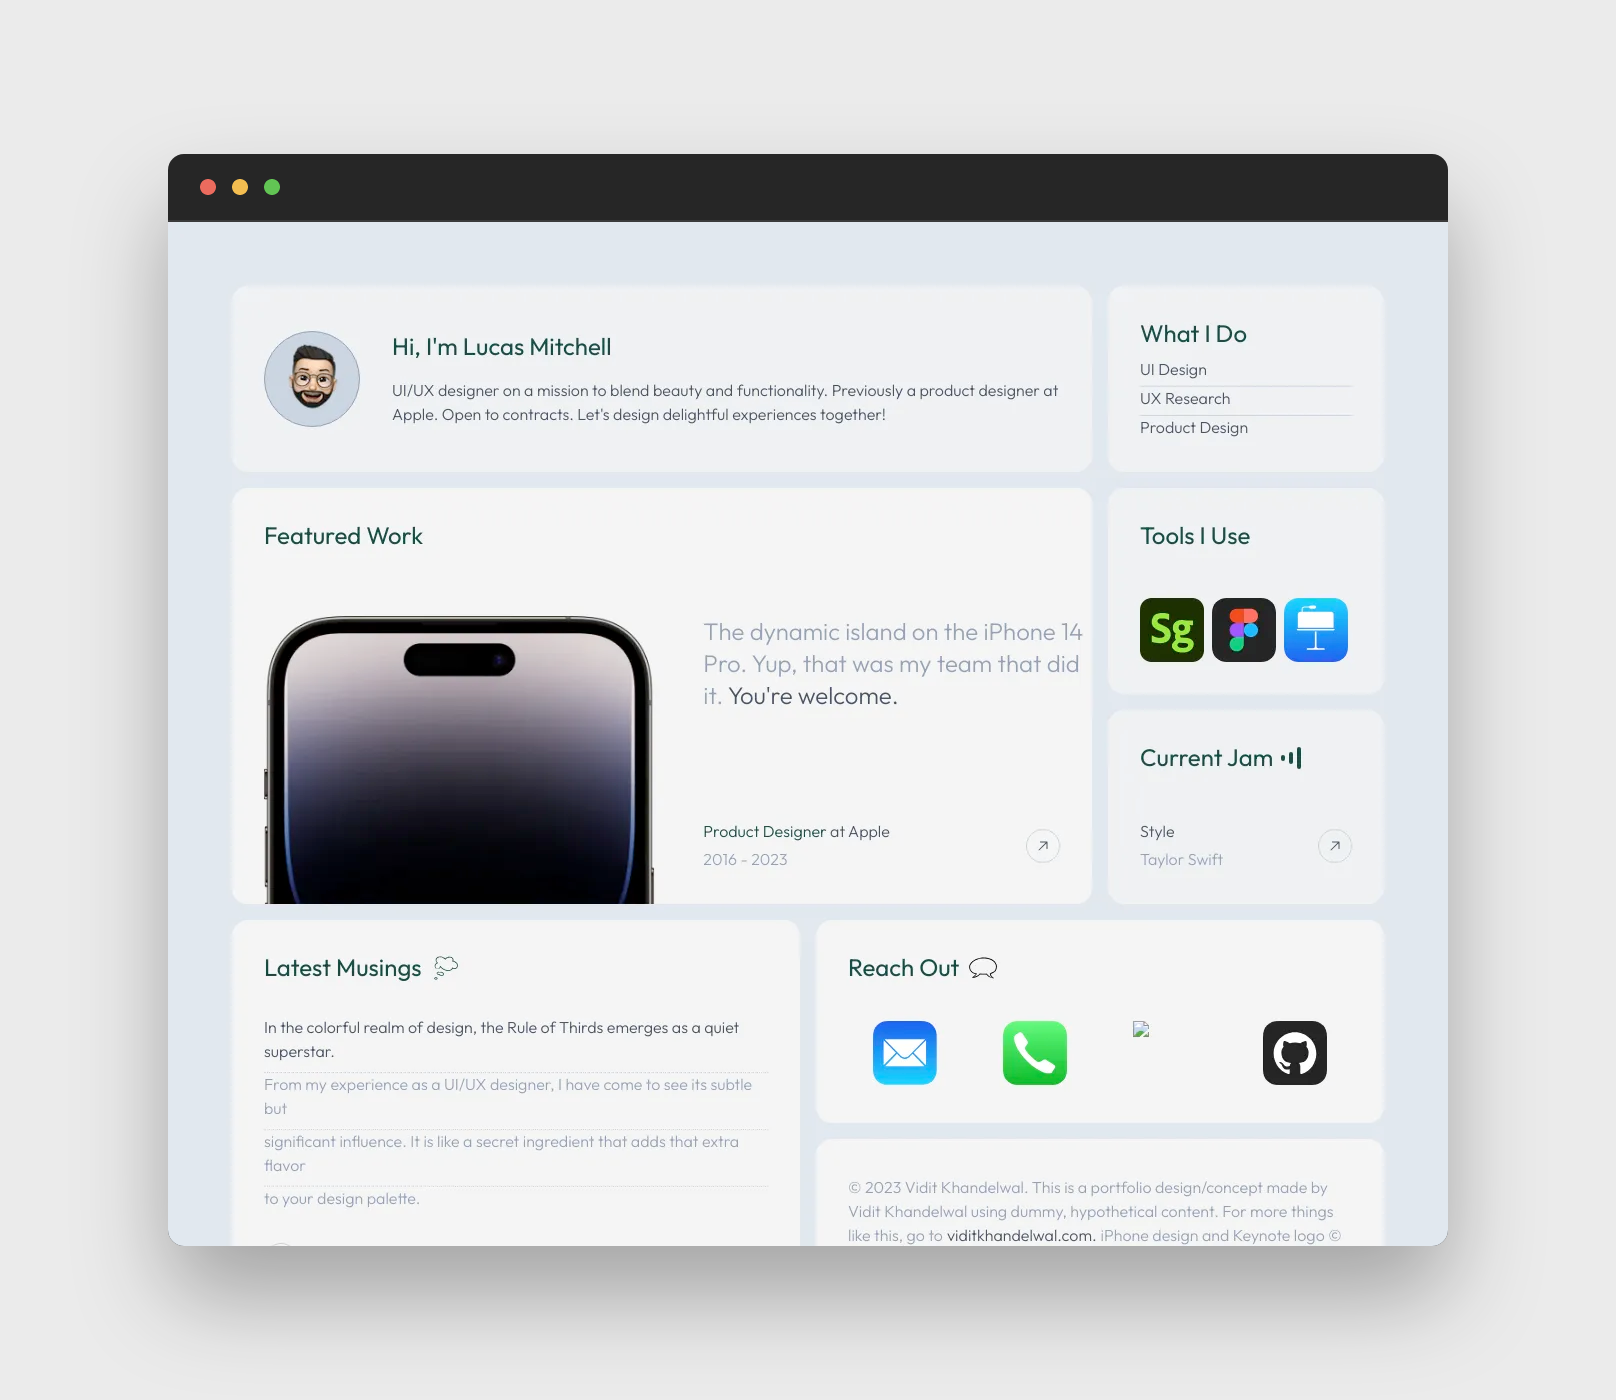 Hi, I'm Lucas Mitchell
UI/UX designer on a mission to blend beauty and functionality. Previously a product designer at
Apple. Open to contracts. Let's design delightful experiences together!
What I Do
UI Design
UX Research
Product Design
Featured Work
The dynamic island on the iPhone 14
Pro. Yup, that was my team that did
it. You're welcome.
Product Designer at Apple
2016 - 2023
Tools I Use
Sg
Current Jam
Style
Taylor Swift
Latest Musings
In the colorful realm of design, the Rule of Thirds emerges as a quiet
superstar.
From my experience as a UI/UX designer, I have come to see its subtle
but
significant influence. It is like a secret ingredient that adds that extra
flavor
to your design palette.
Reach Out
© 2023 Vidit Khandelwal. This is a portfolio design/concept made by
Vidit Khandelwal using dummy, hypothetical content. For more things
like this, go to viditkhandelwal.com. iPhone design and Keynote logo ©